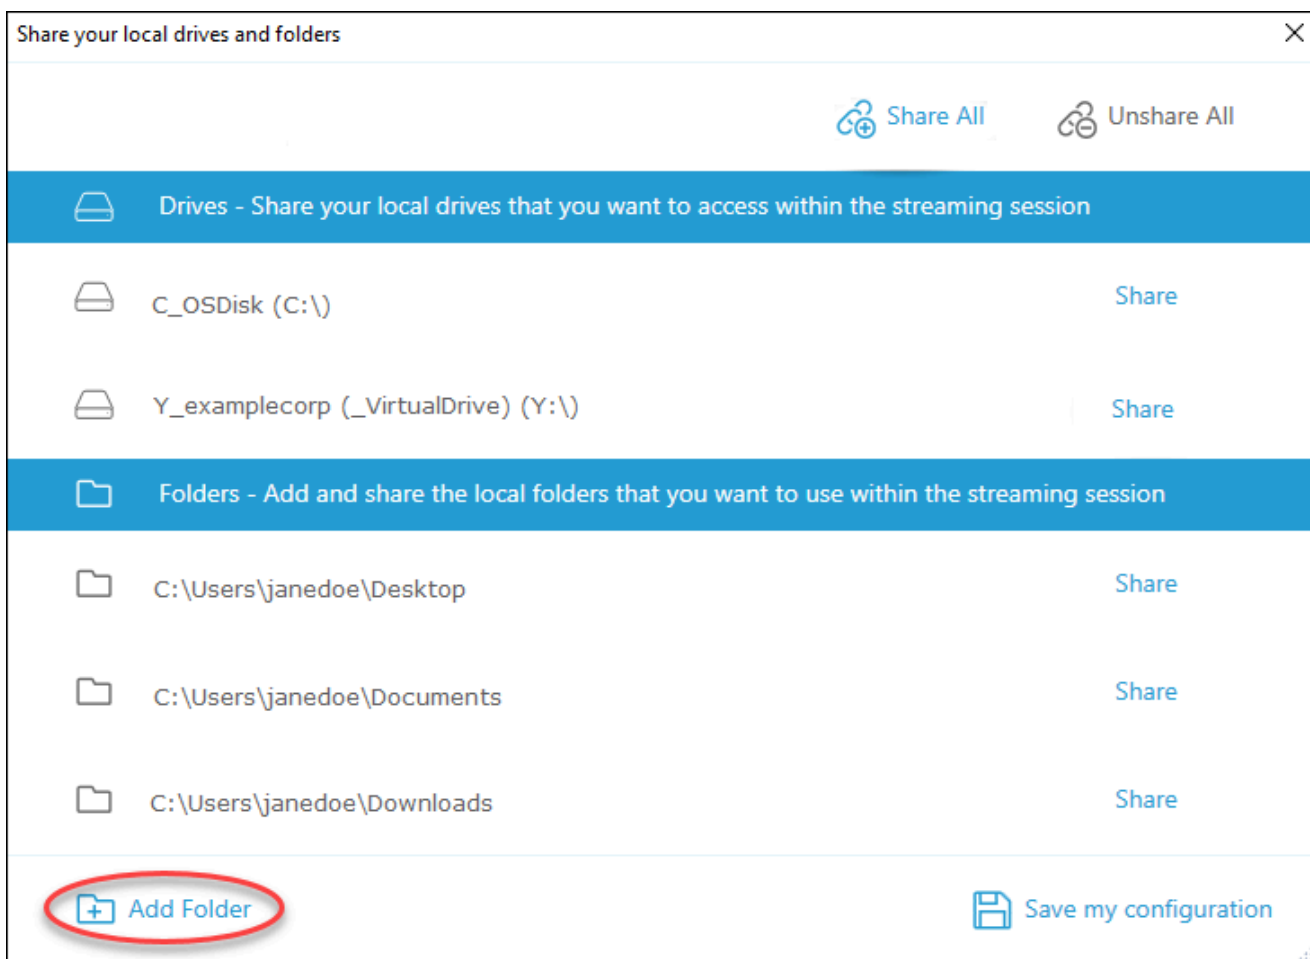 Share your local drives and folders
Share All
Unshare All
Drives - Share your local drives that you want to access within the streaming session
C_OSDisk (C:\)
Share
Y_examplecorp (_VirtualDrive) (Y:\)
Share
Folders - Add and share the local folders that you want to use within the streaming session
C:\Users\janedoe\Desktop
Share
C:\Users\janedoe\Documents
Share
C:\Users\janedoe\Downloads
Share
Add Folder
Save my configuration